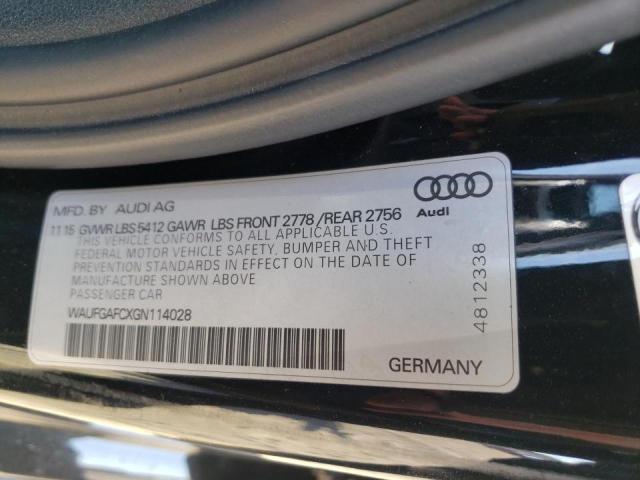 MFD. BY AUDI AG
11 15 GVWR LBS 5412 GAWR LBS FRONT 2778 / REAR 2756
THIS VEHICLE CONFORMS TO ALL APPLICABLE U.S.
FEDERAL MOTOR VEHICLE SAFETY, BUMPER AND THEFT
PREVENTION STANDARDS IN EFFECT ON THE DATE OF
MANUFACTURE SHOWN ABOVE
PASSENGER CAR
WAUFGAFCXGN114028
GERMANY
Audi
4812338